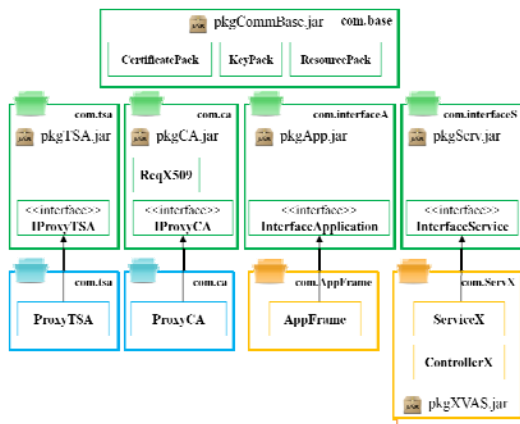 pkgCommBase.jar com.base
CertificatePack KeyPack ResourcePack
com.tsa com.ca com.interfaceA com.interfaceS
pkgTSA.jar pkgCA.jar pkgApp.jar pkgServ.jar
ReqX509
<<interface>> <<interface>> <<interface>> <<interface>>
IProxyTSA IProxyCA InterfaceApplication InterfaceService
com.tsa com.ca com.AppFrame com.ServX
ProxyTSA ProxyCA AppFrame ServiceX
ControllerX
pkgXVAS.jar